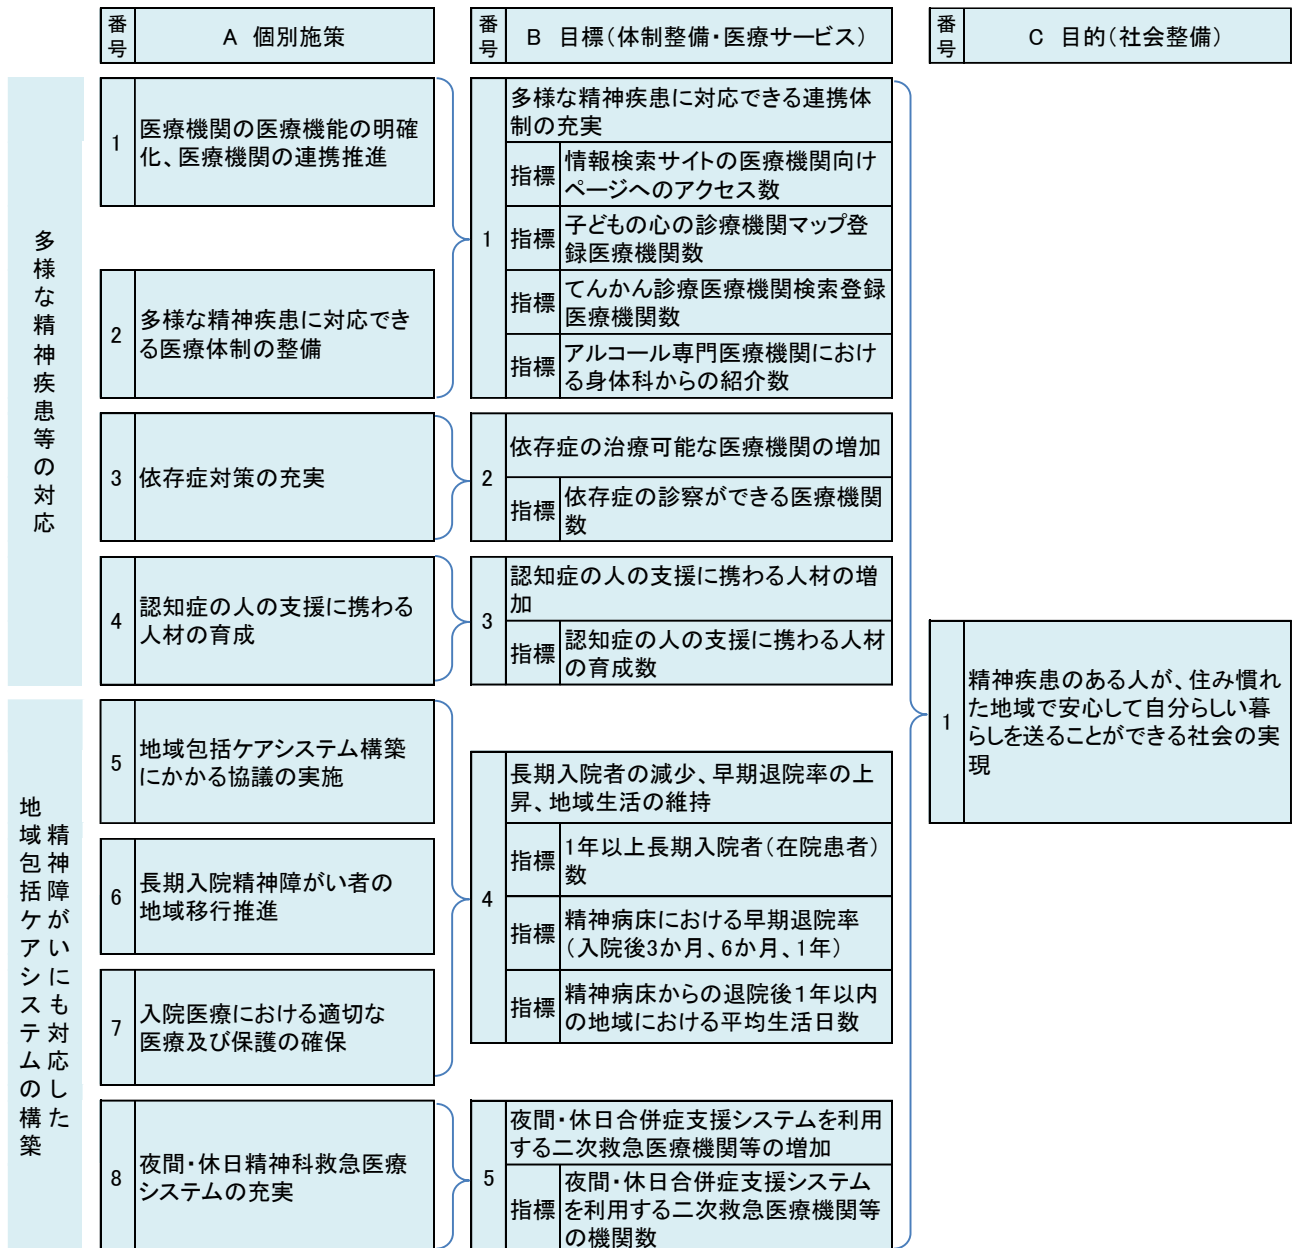 番号
A 個別施策
番号
B 目標(体制整備・医療サービス)
番号
C 目的(社会整備)
多様な精神疾患等の対応
1
医療機関の医療機能の明確
化、医療機関の連携推進
2
多様な精神疾患に対応でき
る医療体制の整備
3
依存症対策の充実
4
認知症の人の支援に携わる
人材の育成
精神障がいにも対応した
地域包括ケアシステムの構築
5
地域包括ケアシステム構築
にかかる協議の実施
6
長期入院精神障がい者の
地域移行推進
7
入院医療における適切な
医療及び保護の確保
8
夜間・休日精神科救急医療
システムの充実
1
多様な精神疾患に対応できる連携体
制の充実
指標
情報検索サイトの医療機関向け
ページへのアクセス数
指標
子どもの心の診療機関マップ登
録医療機関数
指標
てんかん診療医療機関検索登録
医療機関数
指標
アルコール専門医療機関におけ
る身体科からの紹介数
2
依存症の治療可能な医療機関の増加
指標
依存症の診察ができる医療機関
数
3
認知症の人の支援に携わる人材の増
加
指標
認知症の人の支援に携わる人材
の育成数
4
長期入院者の減少、早期退院率の上
昇、地域生活の維持
指標
1年以上長期入院者(在院患者)
数
指標
精神病床における早期退院率
(入院後3か月、6か月、1年)
指標
精神病床からの退院後1年以内
の地域における平均生活日数
5
夜間・休日合併症支援システムを利用
する二次救急医療機関等の増加
指標
夜間・休日合併症支援システム
を利用する二次救急医療機関等
の機関数
1
精神疾患のある人が、住み慣れ
た地域で安心して自分らしい暮
らしを送ることができる社会の実
現